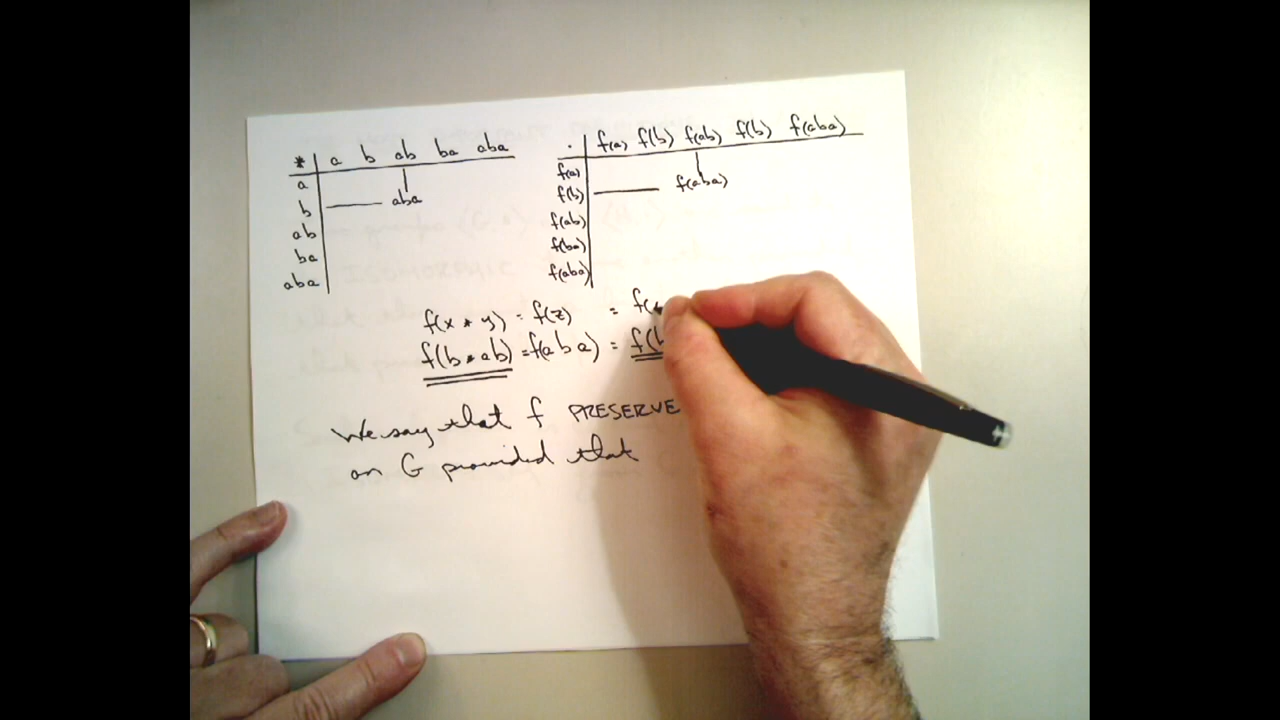 * a b ab ba aba
a
b aba
ab
ba
aba
· f(a) f(b) f(ab) f(b) f(aba)
f(a)
f(b) f(aba)
f(ab)
f(ba)
f(aba)
f(x * y) = f(z) = f(
f(b * ab) = f(aba) = f(b
We say that f PRESERVE
on G provided that